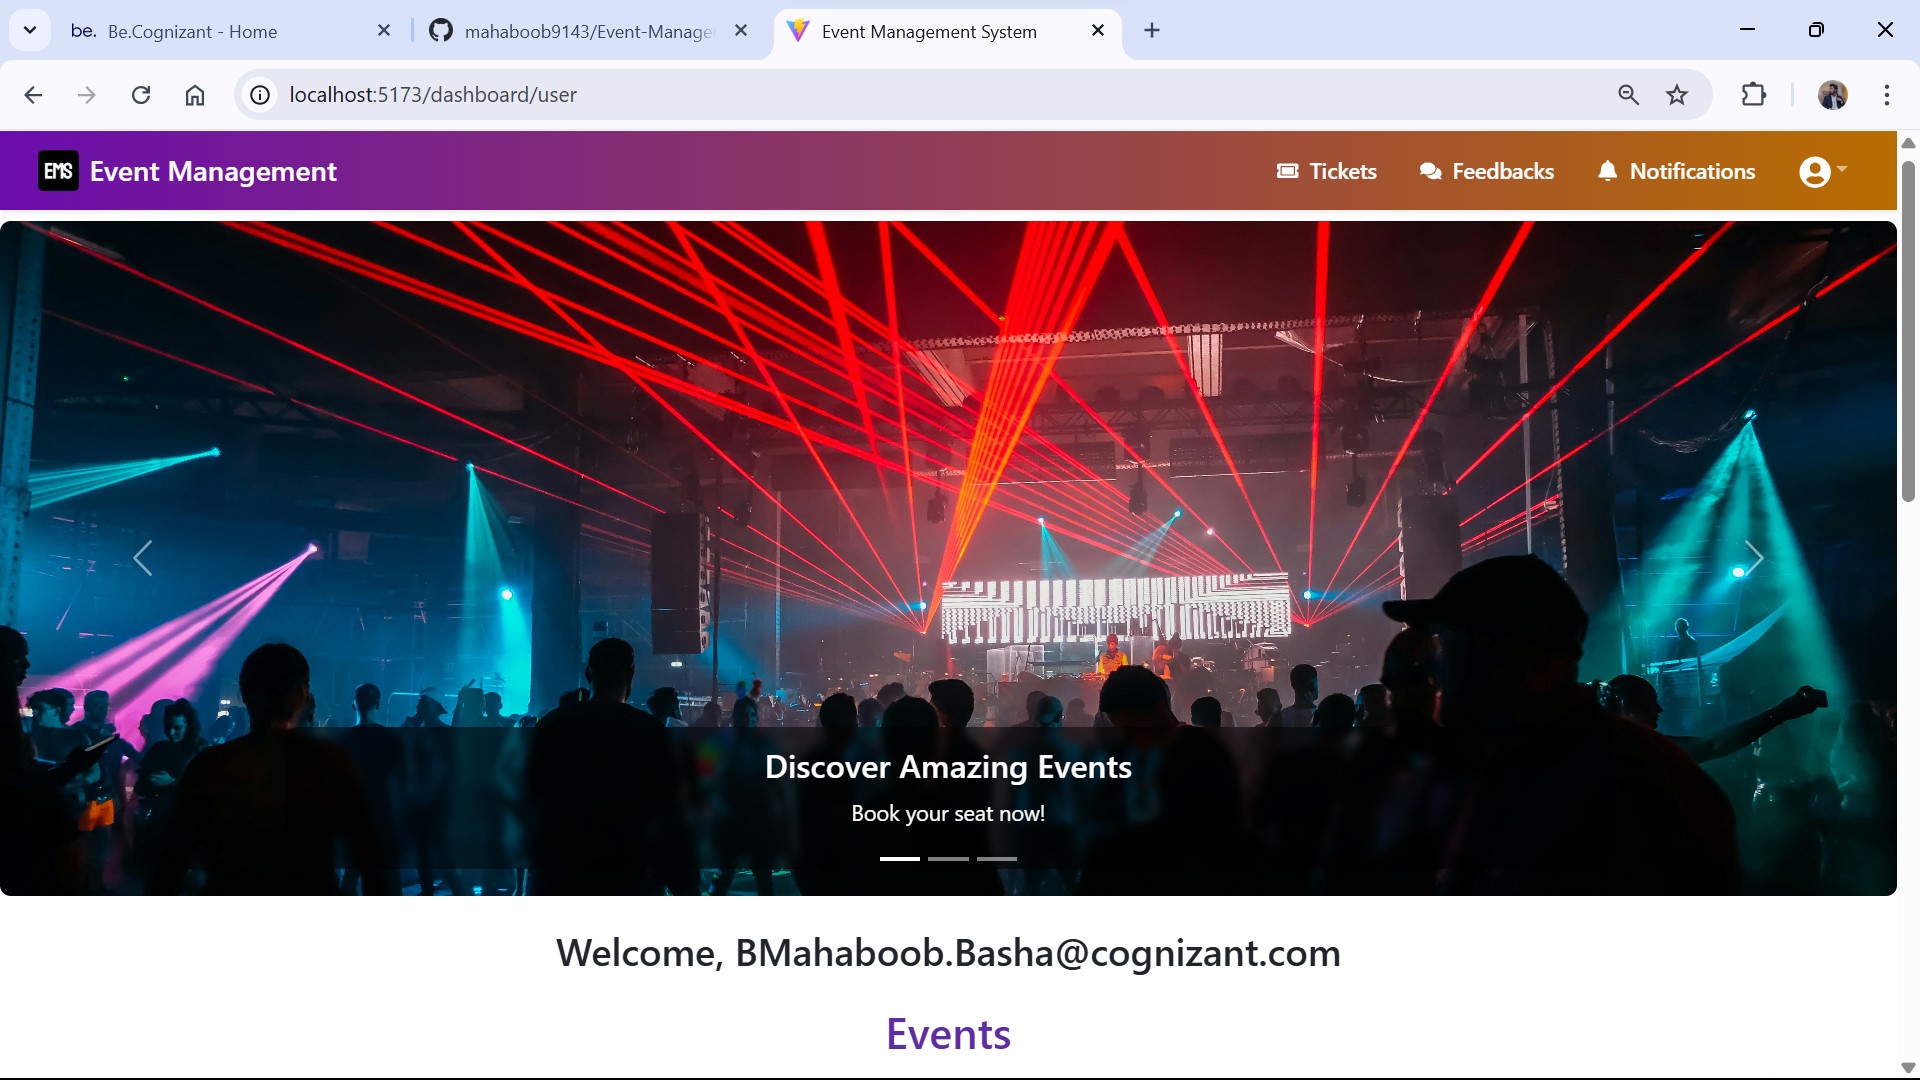 be. Be.Cognizant - Home
mahaboob9143/Event-Manage
Event Management System
localhost:5173/dashboard/user
EMS Event Management
Tickets
Feedbacks
Notifications
Discover Amazing Events
Book your seat now!
Welcome, BMahaboob.Basha@cognizant.com
Events